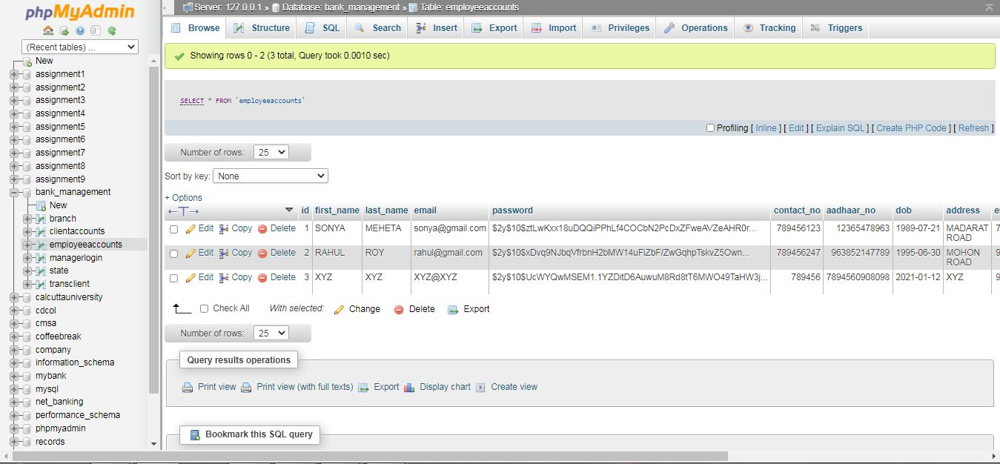 phpMyAdmin
(Recent tables) ...
New
assignment1
assignment2
assignment3
assignment4
assignment5
assignment6
assignment7
assignment8
assignment9
bank_management
New
branch
clientaccounts
employeeaccounts
managerlogin
state
transclient
calcuttauniversity
cdcol
cmsa
coffeebreak
company
information_schema
mybank
mysql
net_banking
performance_schema
phpmyadmin
records
Server: 127.0.0.1 » Database: bank_management » Table: employeeaccounts
Browse Structure SQL Search Insert Export Import Privileges Operations Tracking Triggers
Showing rows 0 - 2 (3 total, Query took 0.0010 sec)
SELECT * FROM `employeeaccounts`
Profiling [ Inline ] [ Edit ] [ Explain SQL ] [ Create PHP Code ] [ Refresh ]
Number of rows: 25
Sort by key: None
+ Options
←T→ id first_name last_name email password contact_no aadhaar_no dob address
Edit Copy Delete 1 SONYA MEHETA sonya@gmail.com $2y$10$ztLwKxx18uDQQiPPhLf4COCbN2PcDxZFweAVZeAHR0r... 789456123 12365478963 1989-07-21 MADARAT
ROAD
Edit Copy Delete 2 RAHUL ROY rahul@gmail.com $2y$10$xDvq9NJbqVfrbnH2bMW14uFiZbF/ZwGqhpTskvZ5Own... 789456247 963852147789 1995-06-30 MOHON
ROAD
Edit Copy Delete 3 XYZ XYZ XYZ@XYZ $2y$10$UcWYQwMSEM1.1YZDitD6AuwuM8Rd8tT6MWO49TaHW3j... 789456 7894560908098 2021-01-12 XYZ
Check All With selected: Change Delete Export
Number of rows: 25
Query results operations
Print view Print view (with full texts) Export Display chart Create view
Bookmark this SQL query